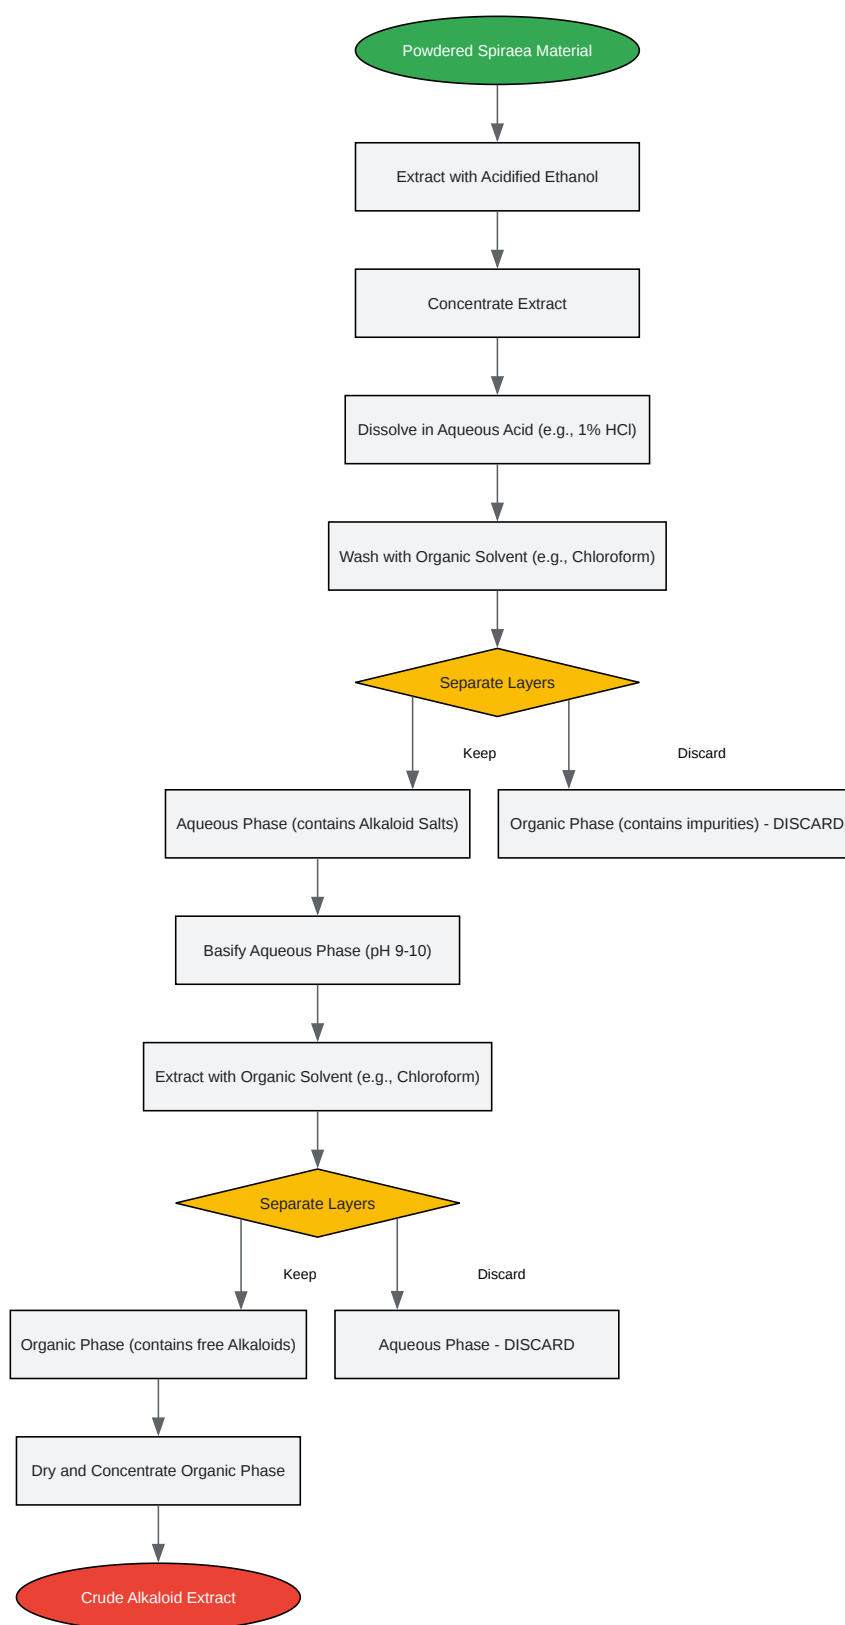 Powdered Spiraea Material
Extract with Acidified Ethanol
Concentrate Extract
Dissolve in Aqueous Acid (e.g., 1% HCl)
Wash with Organic Solvent (e.g., Chloroform)
Separate Layers
Keep
Discard
Aqueous Phase (contains Alkaloid Salts)
Organic Phase (contains impurities) - DISCARD
Basify Aqueous Phase (pH 9-10)
Extract with Organic Solvent (e.g., Chloroform)
Separate Layers
Keep
Discard
Organic Phase (contains free Alkaloids)
Aqueous Phase - DISCARD
Dry and Concentrate Organic Phase
Crude Alkaloid Extract